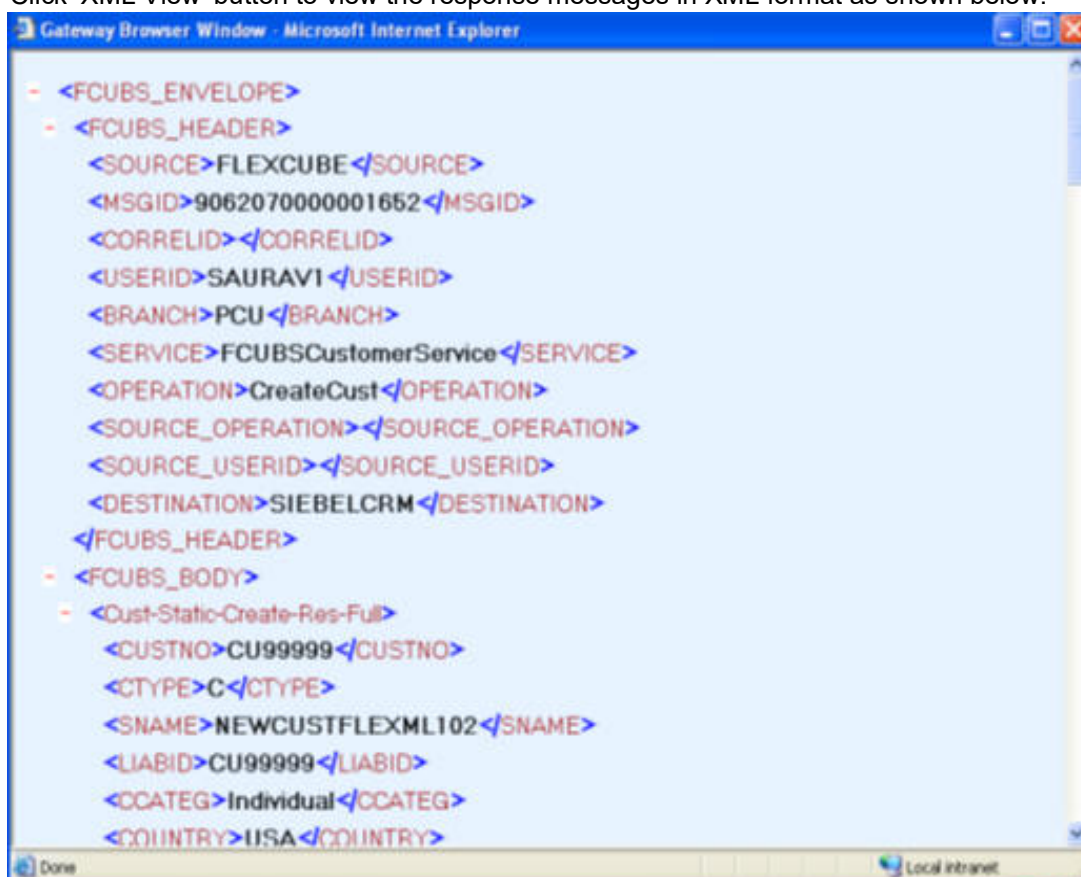 Click 'XML View' button to view the response messages in XML format as shown below:
Gateway Browser Window - Microsoft Internet Explorer
- <FCUBS_ENVELOPE>
- <FCUBS_HEADER>
<SOURCE>FLEXCUBE</SOURCE>
<MSGID>9062070000001652</MSGID>
<CORRELID></CORRELID>
<USERID>SAURAV1</USERID>
<BRANCH>PCU</BRANCH>
<SERVICE>FCUBSCustomerService</SERVICE>
<OPERATION>CreateCust</OPERATION>
<SOURCE_OPERATION></SOURCE_OPERATION>
<SOURCE_USERID></SOURCE_USERID>
<DESTINATION>SIEBELCRM</DESTINATION>
</FCUBS_HEADER>
- <FCUBS_BODY>
- <Cust-Static-Create-Res-Full>
<CUSTNO>CU99999</CUSTNO>
<CTYPE>C</CTYPE>
<SNAME>NEWCUSTFLEXML102</SNAME>
<LIABID>CU99999</LIABID>
<CCATEG>Individual</CCATEG>
<COUNTRY>USA</COUNTRY>
Done Local intranet